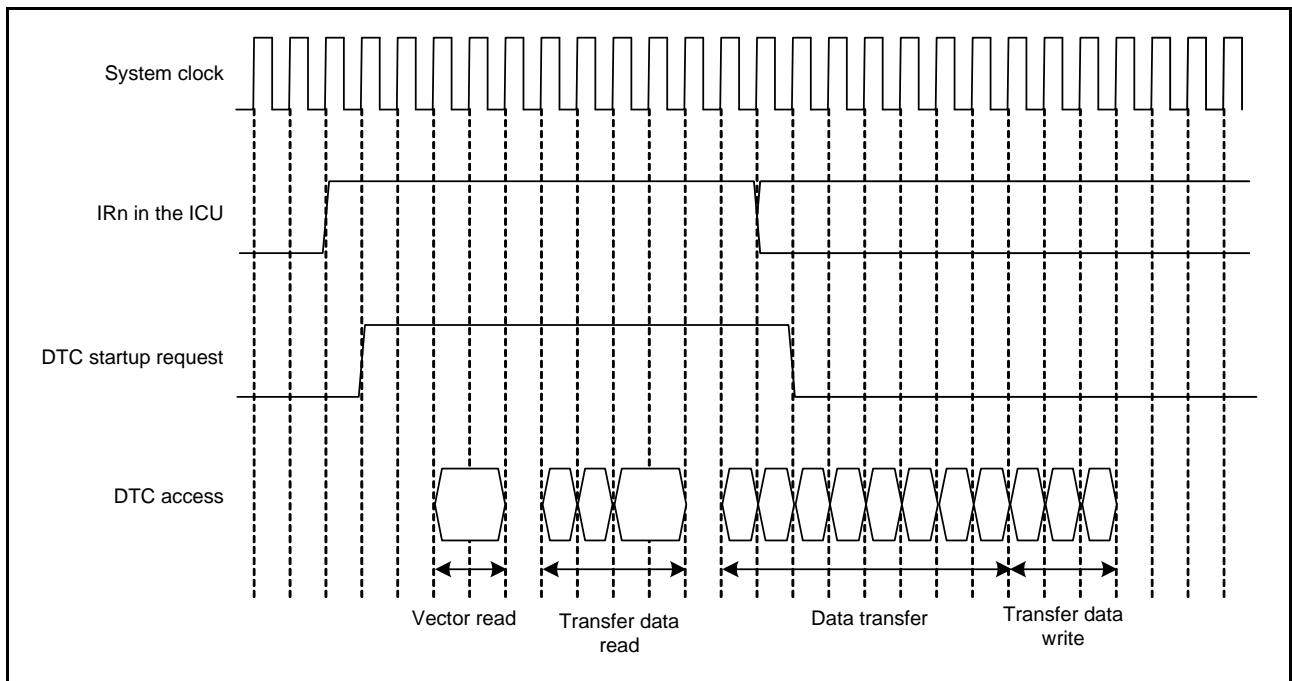 System clock
IRn in the ICU
DTC startup request
DTC access
Vector read
Transfer data
read
Data transfer
Transfer data
write